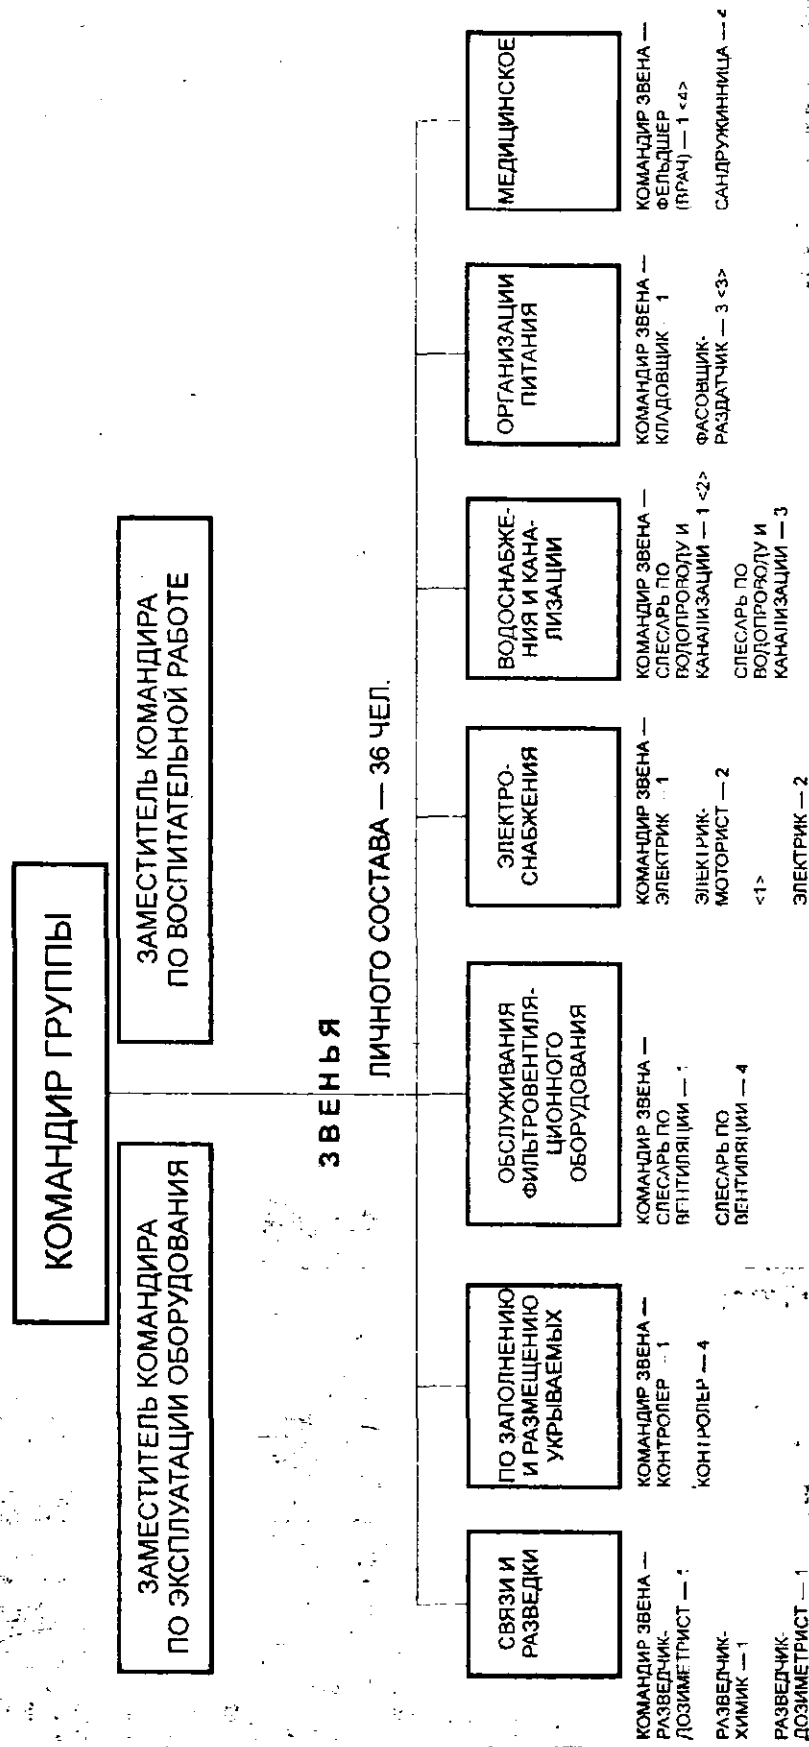 КОМАНДИР ГРУППЫ
ЗАМЕСТИТЕЛЬ КОМАНДИРА
ПО ЭКСПЛУАТАЦИИ ОБОРУДОВАНИЯ
ЗАМЕСТИТЕЛЬ КОМАНДИРА
ПО ВОСПИТАТЕЛЬНОЙ РАБОТЕ
ЗВЕНЬЯ
ЛИЧНОГО СОСТАВА — 36 ЧЕЛ.
СВЯЗИ И
РАЗВЕДКИ
КОМАНДИР ЗВЕНА —
РАЗВЕДЧИК-
ДОЗИМЕТРИСТ — 1
РАЗВЕДЧИК-
ХИМИК — 1
РАЗВЕДЧИК-
ДОЗИМЕТРИСТ — 1
ПО ЗАПОЛНЕНИЮ
И РАЗМЕЩЕНИЮ
УКРЫВАЕМЫХ
КОМАНДИР ЗВЕНА —
КОНТРОЛЕР — 1
КОНТРОЛЕР — 4
ОБСЛУЖИВАНИЯ
ФИЛЬТРОВЕНТИЛЯ-
ЦИОННОГО
ОБОРУДОВАНИЯ
КОМАНДИР ЗВЕНА —
СЛЕСАРЬ ПО
ВЕНТИЛЯЦИИ — 1
СЛЕСАРЬ ПО
ВЕНТИЛЯЦИИ — 4
ЭЛЕКТРО-
СНАБЖЕНИЯ
КОМАНДИР ЗВЕНА —
ЭЛЕКТРИК — 1
ЭЛЕКТРИК-
МОТОРИСТ — 2
<1>
ЭЛЕКТРИК — 2
ВОДОСНАБЖЕ-
НИЯ И КАНА-
ЛИЗАЦИИ
КОМАНДИР ЗВЕНА —
СЛЕСАРЬ ПО
ВОДОПРОВОДУ И
КАНАЛИЗАЦИИ — 1 <2>
СЛЕСАРЬ ПО
ВОДОПРОВОДУ И
КАНАЛИЗАЦИИ — 3
ОРГАНИЗАЦИИ
ПИТАНИЯ
КОМАНДИР ЗВЕНА —
КЛАДОВЩИК — 1
ФАСОВЩИК-
РАЗДАТЧИК — 3 <3>
МЕДИЦИНСКОЕ
КОМАНДИР ЗВЕНА —
ФЕЛЬДШЕР
(ВРАЧ) — 1 <4>
САНДРУЖИННИЦА —